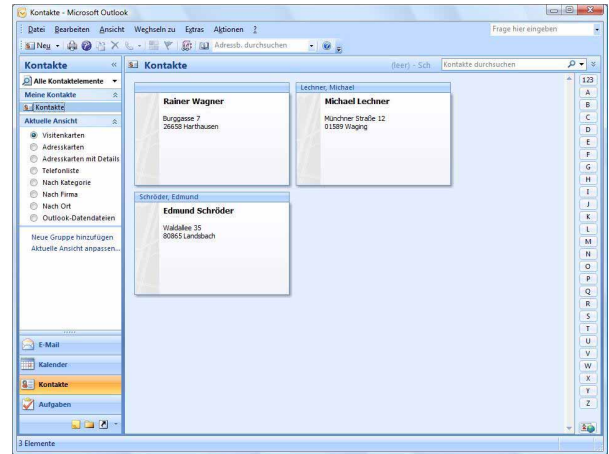 Kontakte - Microsoft Outlook
Datei Bearbeiten Ansicht Wechseln zu Extras Aktionen ?
Frage hier eingeben
Neu
Adressb. durchsuchen
Kontakte «
Alle Kontaktelemente
Meine Kontakte
Kontakte
Aktuelle Ansicht
Visitenkarten
Adresskarten
Adresskarten mit Details
Telefonliste
Nach Kategorie
Nach Firma
Nach Ort
Outlook-Datendateien
Neue Gruppe hinzufügen
Aktuelle Ansicht anpassen...
E-Mail
Kalender
Kontakte
Aufgaben
Kontakte
(leer) - Sch
Kontakte durchsuchen
Rainer Wagner
Burggasse 7
26658 Harthausen
Lechner, Michael
Michael Lechner
Münchner Straße 12
01589 Waging
Schröder, Edmund
Edmund Schröder
Waldallee 35
80865 Landsbach
123
A
B
C
D
E
F
G
H
I
J
K
L
M
N
O
P
Q
R
S
T
U
V
W
X
Y
Z
3 Elemente